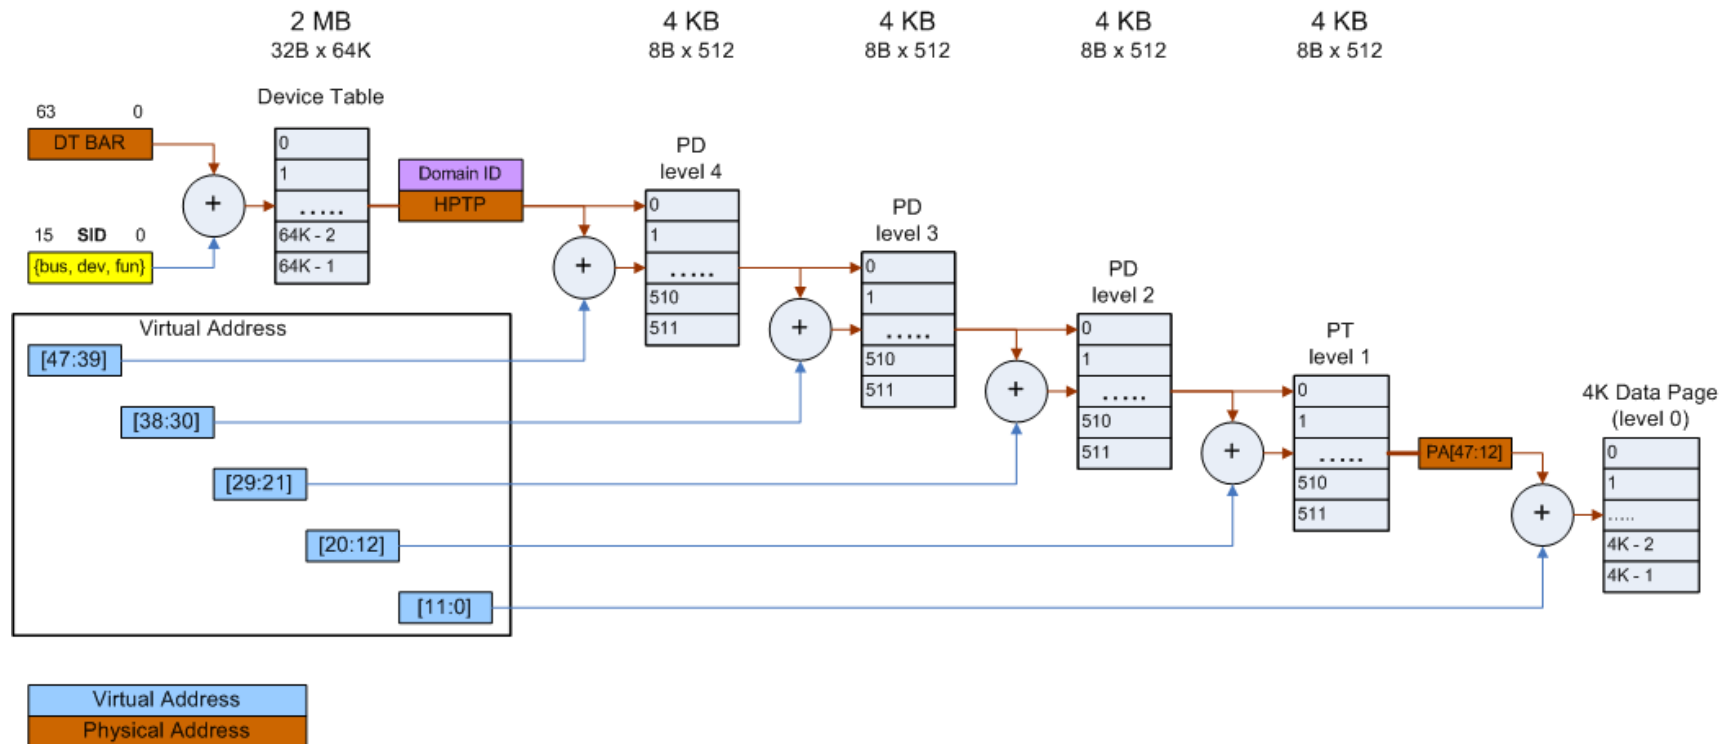 2 MB
32B x 64K
4 KB
8B x 512
4 KB
8B x 512
4 KB
8B x 512
4 KB
8B x 512
Device Table
63 0
DT BAR
15 SID 0
{bus, dev, fun}
+
0
1
.....
64K - 2
64K - 1
Domain ID
HPTP
+
PD
level 4
0
1
.....
510
511
+
PD
level 3
0
1
.....
510
511
+
PD
level 2
0
1
.....
510
511
+
PT
level 1
0
1
.....
510
511
PA[47:12]
+
4K Data Page
(level 0)
0
1
.....
4K - 2
4K - 1
Virtual Address
[47:39]
[38:30]
[29:21]
[20:12]
[11:0]
Virtual Address
Physical Address